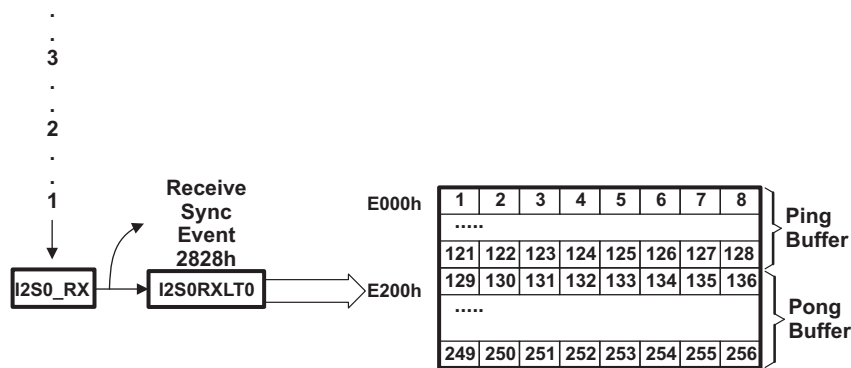 .
.
3
.
.
2
.
.
1
Receive
Sync
Event
2828h
I2S0_RX
I2S0RXLT0
E000h
E200h
1 2 3 4 5 6 7 8
.....
121 122 123 124 125 126 127 128
129 130 131 132 133 134 135 136
.....
249 250 251 252 253 254 255 256
Ping
Buffer
Pong
Buffer